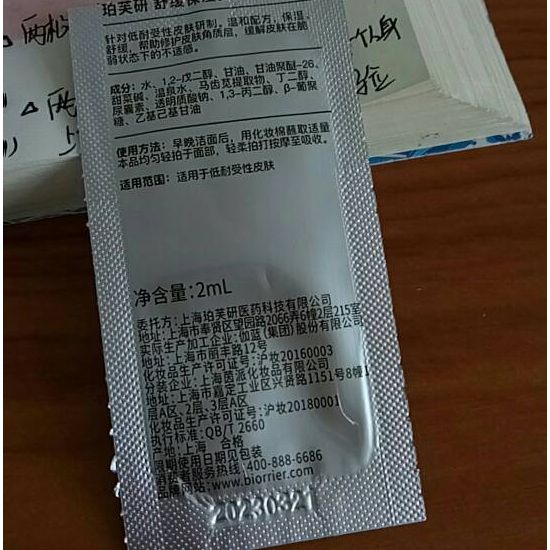 珀芙研 舒缓保湿
针对低耐受性皮肤研制。温和配方，保湿、
舒缓，帮助修护皮肤角质层，缓解皮肤在脆
弱状态下的不适感。
成分：水、1,2-戊二醇、甘油、甘油聚醚-26、
甜菜碱、温泉水、马齿苋提取物、丁二醇、
尿囊素、透明质酸钠、1,3-丙二醇、β-葡聚
糖、乙基己基甘油
使用方法：早晚洁面后，用化妆棉蘸取适量
本品均匀轻拍于面部，轻柔拍打按摩至吸收。
适用范围：适用于低耐受性皮肤
净含量:2mL
委托方：上海珀芙研医药科技有限公司
地址：上海市奉贤区望园路2066弄6幢2层215室
实际生产加工企业：伽蓝（集团）股份有限公司
地址：上海市丽丰路12号
化妆品生产许可证号：沪妆20160003
分装企业：上海茵派化妆品有限公司
地址：上海市嘉定工业区兴贤路1151号8幢1
层A区、2层、3层A区
化妆品生产许可证号：沪妆20180001
执行标准：QB/T 2660
产地：上海 合格
限期使用日期见包装
消费者服务热线：400-888-6686
品牌网站：www.biorrier.com
20230321
△两
△两
个人身
验